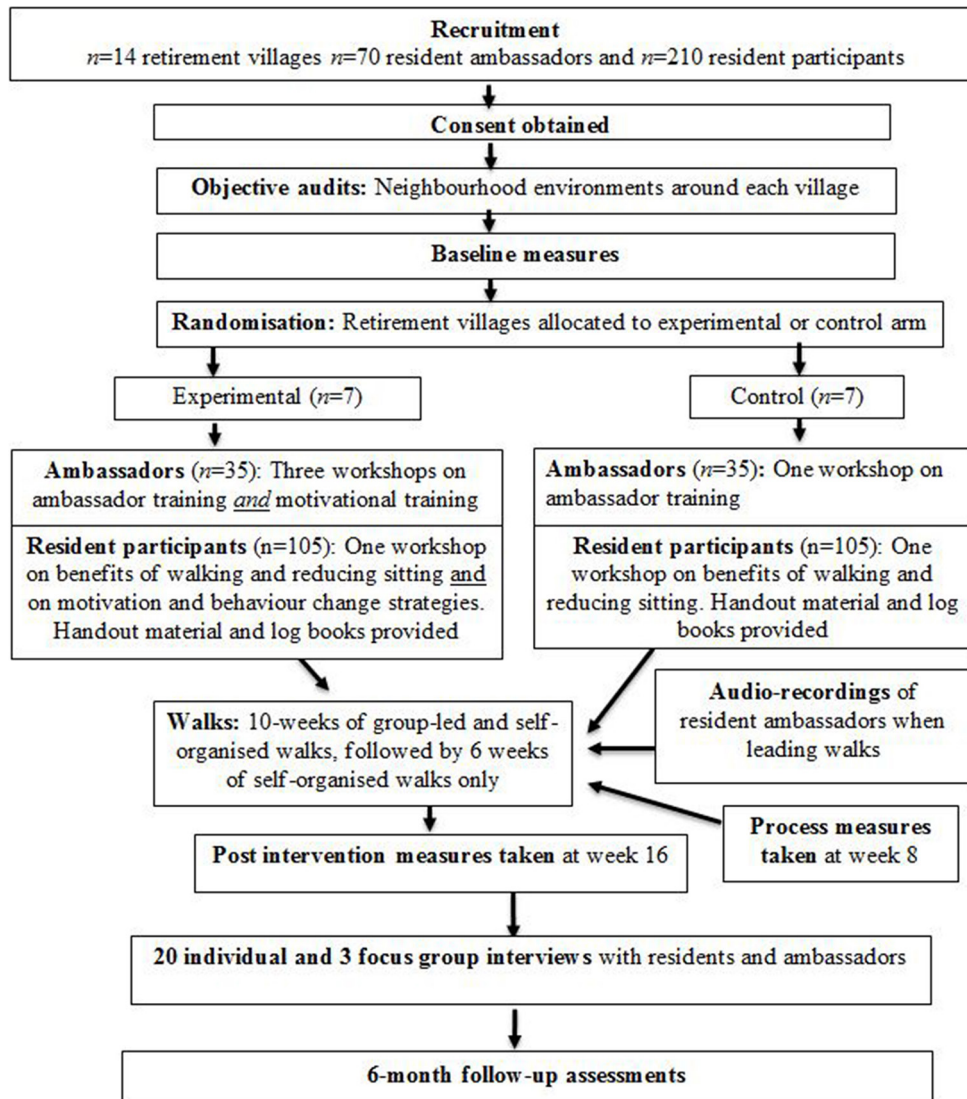 Recruitment
n=14 retirement villages n=70 resident ambassadors and n=210 resident participants
Consent obtained
Objective audits: Neighbourhood environments around each village
Baseline measures
Randomisation: Retirement villages allocated to experimental or control arm
Experimental (n=7)
Control (n=7)
Ambassadors (n=35): Three workshops on
ambassador training and motivational training
Resident participants (n=105): One workshop
on benefits of walking and reducing sitting and
on motivation and behaviour change strategies.
Handout material and log books provided
Ambassadors (n=35): One workshop on
ambassador training
Resident participants (n=105): One
workshop on benefits of walking and
reducing sitting. Handout material and log
books provided
Walks: 10-weeks of group-led and self-
organised walks, followed by 6 weeks
of self-organised walks only
Audio-recordings of
resident ambassadors when
leading walks
Process measures
taken at week 8
Post intervention measures taken at week 16
20 individual and 3 focus group interviews with residents and ambassadors
6-month follow-up assessments